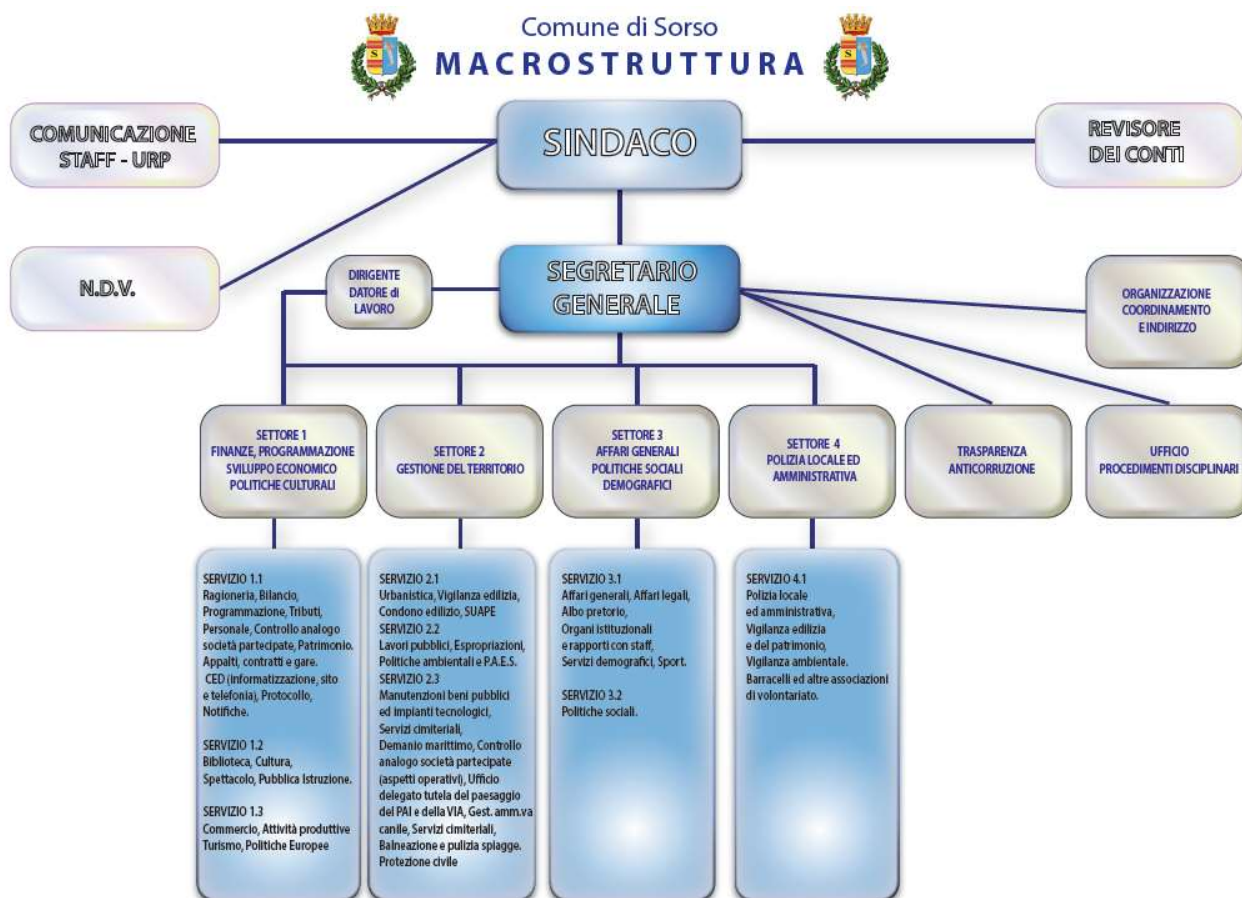 Comune di Sorso
MACROSTRUTTURA
COMUNICAZIONE
STAFF - URP
SINDACO
REVISORE
DEI CONTI
N.D.V.
DIRIGENTE
DATORE di
LAVORO
SEGRETARIO
GENERALE
ORGANIZZAZIONE
COORDINAMENTO
E INDIRIZZO
SETTORE 1
FINANZE, PROGRAMMAZIONE
SVILUPPO ECONOMICO
POLITICHE CULTURALI
SETTORE 2
GESTIONE DEL TERRITORIO
SETTORE 3
AFFARI GENERALI
POLITICHE SOCIALI
DEMOGRAFICI
SETTORE 4
POLIZIA LOCALE ED
AMMINISTRATIVA
TRASPARENZA
ANTICORRUZIONE
UFFICIO
PROCEDIMENTI DISCIPLINARI
SERVIZIO 1.1
Ragioneria, Bilancio,
Programmazione, Tributi,
Personale, Controllo analogo
società partecipate, Patrimonio.
Appalti, contratti e gare.
CED (informatizzazione, sito
e telefonia), Protocollo,
Notifiche.
SERVIZIO 1.2
Biblioteca, Cultura,
Spettacolo, Pubblica Istruzione.
SERVIZIO 1.3
Commercio, Attività produttive
Turismo, Politiche Europee
SERVIZIO 2.1
Urbanistica, Vigilanza edilizia,
Condono edilizio, SUAPE
SERVIZIO 2.2
Lavori pubblici, Espropriazioni,
Politiche ambientali e P.A.E.S.
SERVIZIO 2.3
Manutenzioni beni pubblici
ed impianti tecnologici,
Servizi cimiteriali,
Demanio marittimo, Controllo
analogo società partecipate
(aspetti operativi), Ufficio
delegato tutela del paesaggio
del PAI e della VIA, Gest. amm.va
canile, Servizi cimiteriali,
Balneazione e pulizia spiagge.
Protezione civile
SERVIZIO 3.1
Affari generali, Affari legali,
Albo pretorio,
Organi istituzionali
e rapporti con staff,
Servizi demografici, Sport.
SERVIZIO 3.2
Politiche sociali.
SERVIZIO 4.1
Polizia locale
ed amministrativa,
Vigilanza edilizia
e del patrimonio,
Vigilanza ambientale.
Barracelli ed altre associazioni
di volontariato.